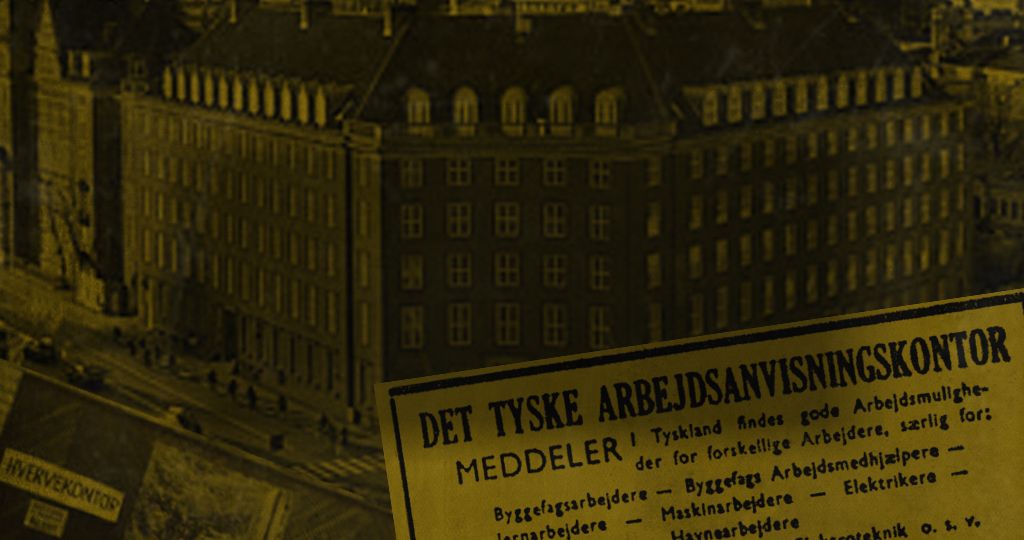 DET TYSKE ARBEJDSANVISNINGSKONTOR
MEDDELER I Tyskland findes gode Arbejdsmulighe-
der for forskellige Arbejdere, særlig for:
Byggefagsarbejdere — Byggefags Arbejdsmedhjælpere —
Jernarbejdere — Maskinarbejdere — Elektrikere —
Havnearbejdere
o. s. v.
HVERVEKONTOR